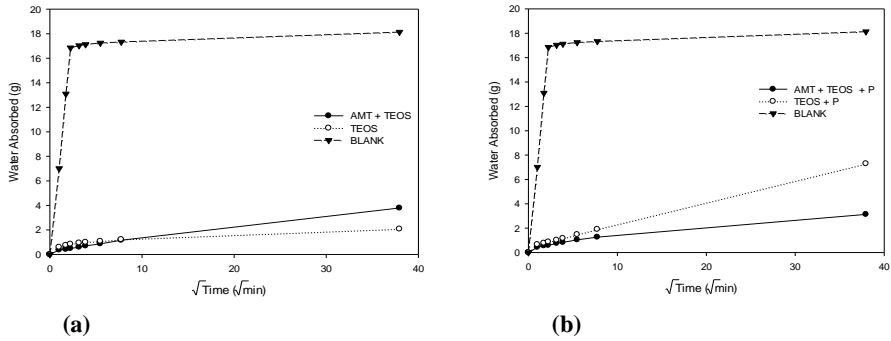 20
18
16
14
12
10
8
6
4
2
0
Water Absorbed (g)
AMT + TEOS
TEOS
BLANK
0 10 20 30 40
√Time (√min)
(a)
20
18
16
14
12
10
8
6
4
2
0
Water Absorbed (g)
AMT + TEOS + P
TEOS + P
BLANK
0 10 20 30 40
√Time (√min)
(b)